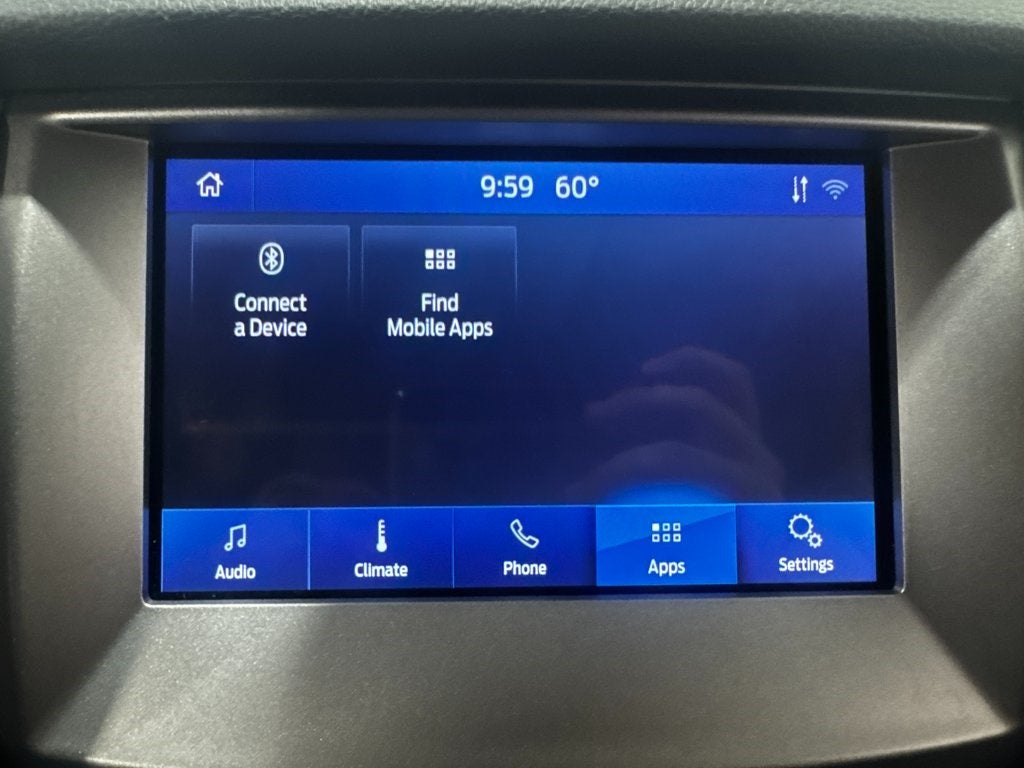 9:59 60°
Connect
a Device
Find
Mobile Apps
Audio
Climate
Phone
Apps
Settings